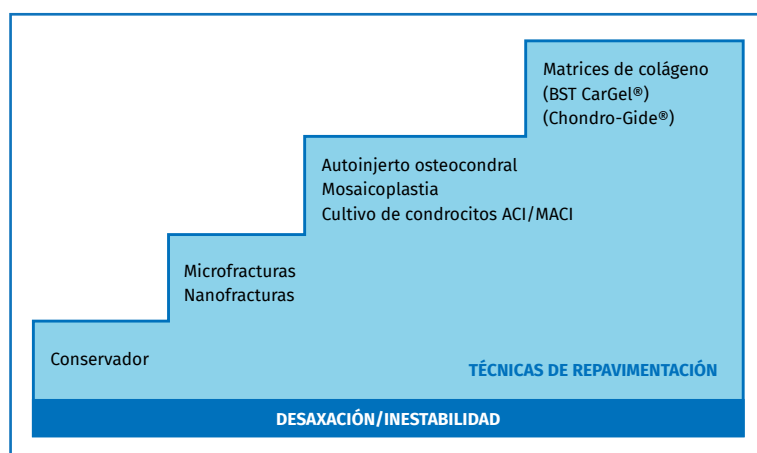 Matrices de colágeno
(BST CarGel®)
(Chondro-Gide®)
Autoinjerto osteocondral
Mosaicoplastia
Cultivo de condrocitos ACI/MACI
Microfracturas
Nanofracturas
Conservador
TÉCNICAS DE REPAVIMENTACIÓN
DESAXACIÓN/INESTABILIDAD